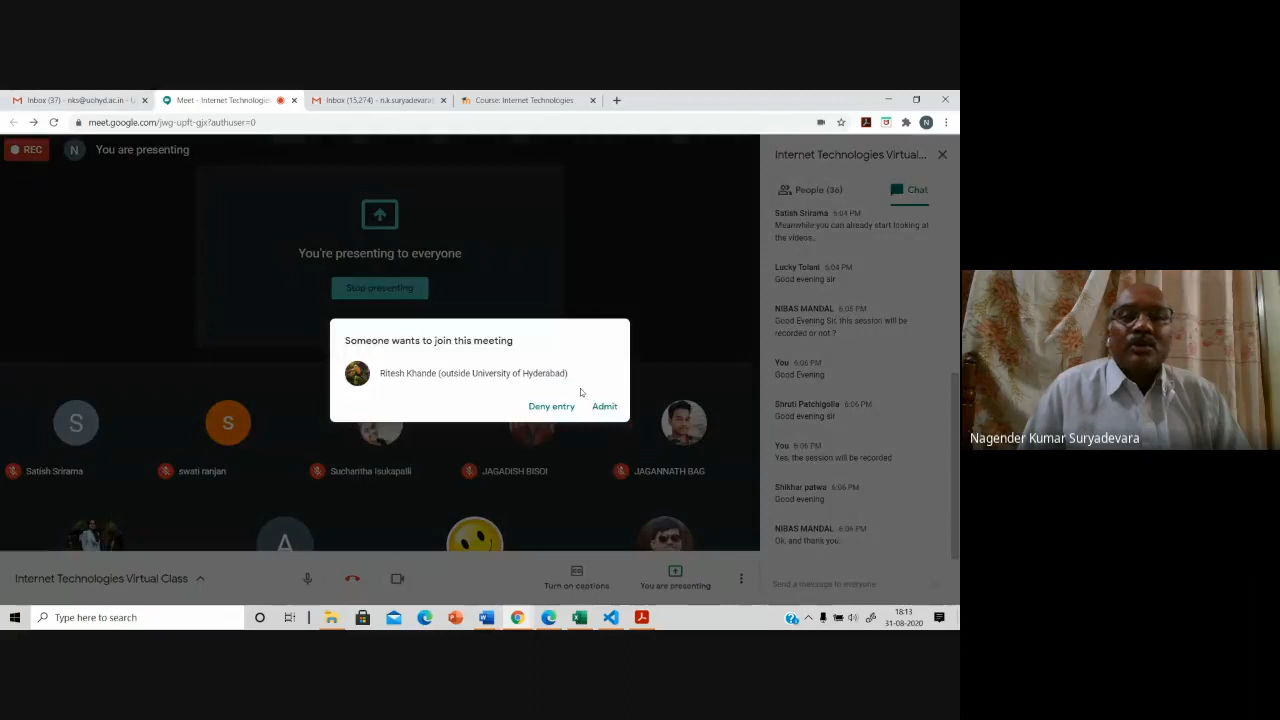 Inbox (37) - nks@uohyd.ac.in - U
Meet - Internet Technologies
Inbox (15,274) - n.k.suryadevara
Course: Internet Technologies
meet.google.com/jwg-upft-gjx?authuser=0
N
REC
N
You are presenting
Internet Technologies Virtual...
People (36)
Chat
You're presenting to everyone
Stop presenting
Someone wants to join this meeting
Ritesh Khande (outside University of Hyderabad)
Deny entry
Admit
S
s
Satish Srirama
swati ranjan
Sucharitha Isukapalli
JAGADISH BISOI
JAGANNATH BAG
A
Satish Srirama 6:04 PM
Meanwhile you can already start looking at
the videos..
Lucky Tolani 6:04 PM
Good evening sir
NIBAS MANDAL 6:05 PM
Good Evening Sir, this session will be
recorded or not ?
You 6:06 PM
Good Evening
Shruti Patchigolla 6:06 PM
Good evening sir
You 6:06 PM
Yes, the session will be recorded
Shikhar patwa 6:06 PM
Good evening
NIBAS MANDAL 6:06 PM
Ok, and thank you.
Send a message to everyone
Internet Technologies Virtual Class
Turn on captions
You are presenting
Type here to search
18:13
31-08-2020
Nagender Kumar Suryadevara